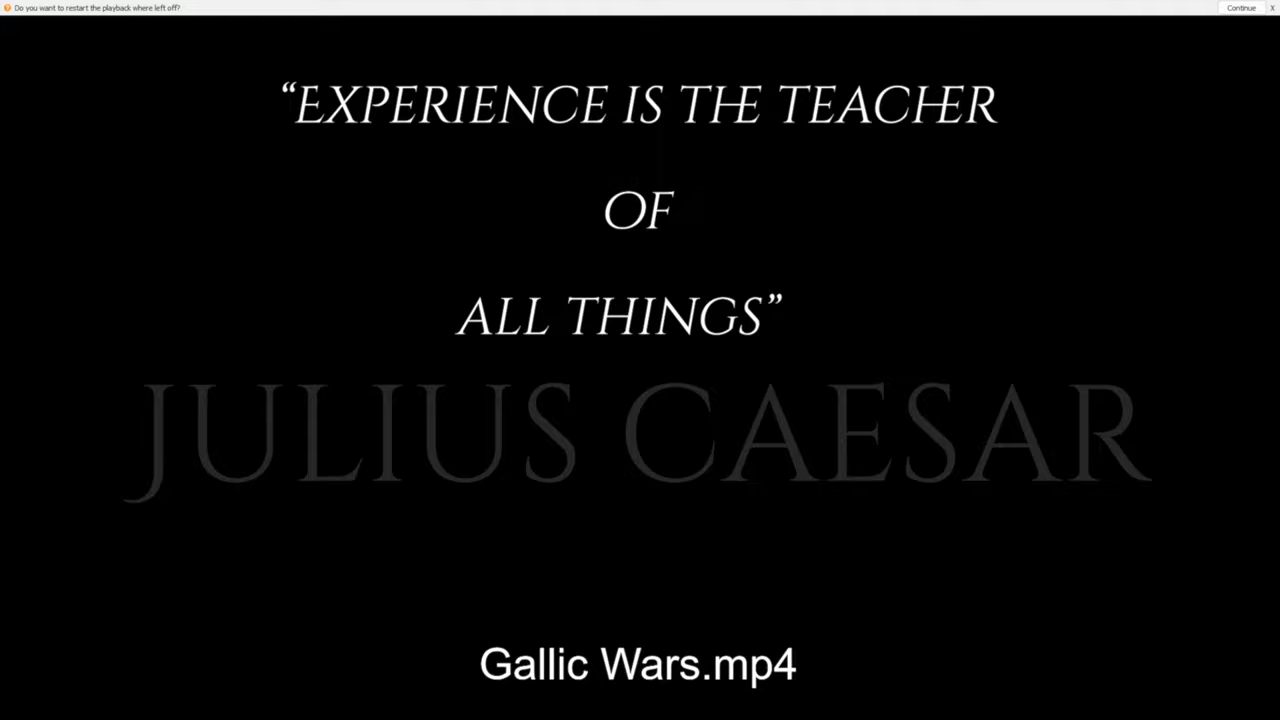 Do you want to restart the playback where left off?
Continue
X
“EXPERIENCE IS THE TEACHER
OF
ALL THINGS”
JULIUS CAESAR
Gallic Wars.mp4